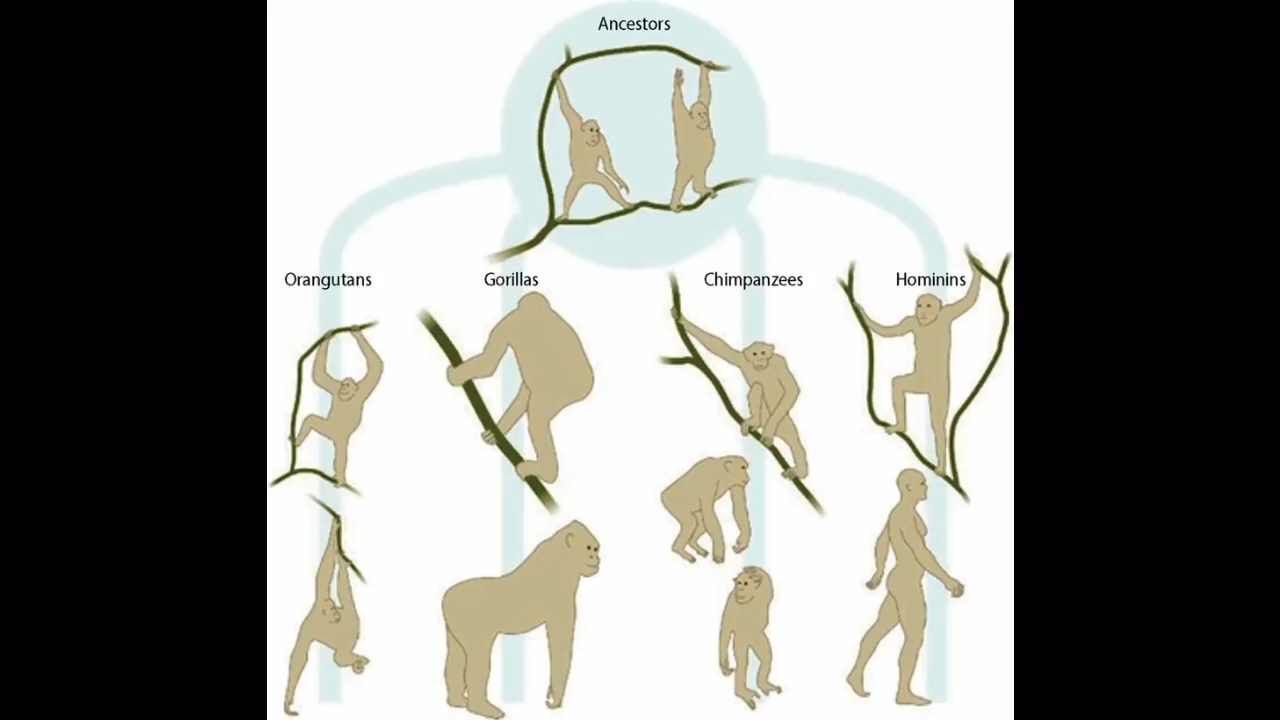 Ancestors
Orangutans
Gorillas
Chimpanzees
Hominins